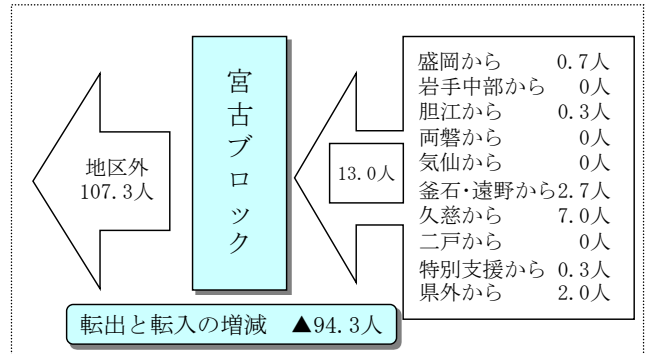 地区外
107.3人
宮古ブロック
13.0人
盛岡から 0.7人
岩手中部から 0人
胆江から 0.3人
両磐から 0人
気仙から 0人
釜石・遠野から2.7人
久慈から 7.0人
二戸から 0人
特別支援から 0.3人
県外から 2.0人
転出と転入の増減 ▲94.3人